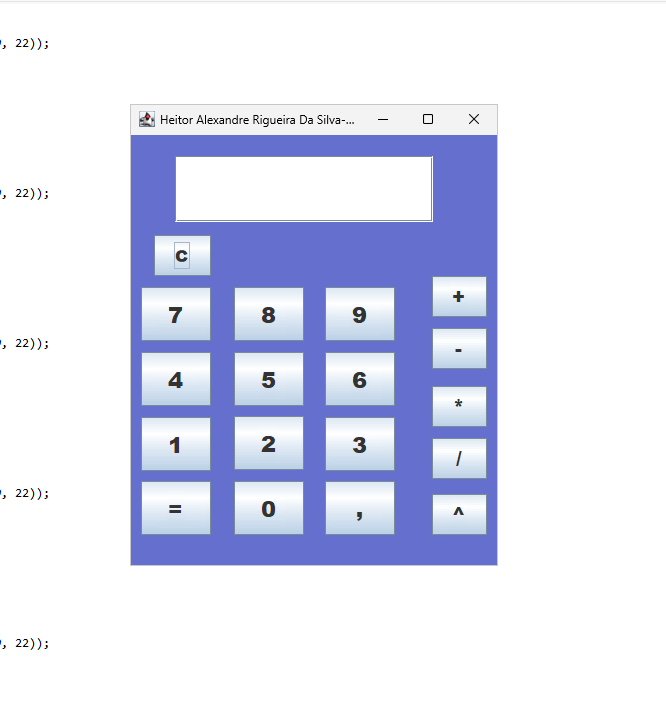 , 22));
Heitor Alexandre Rigueira Da Silva-...
, 22));
C
7 8 9 +
-
, 22));
4 5 6
*
1 2 3
/
, 22));
= 0 , ^
, 22));